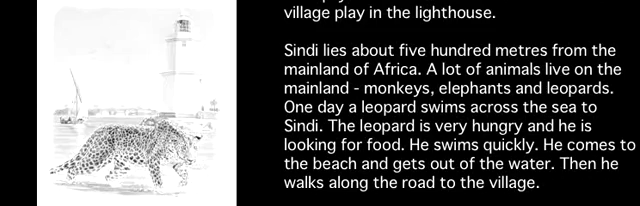 village play in the lighthouse.
Sindi lies about five hundred metres from the
mainland of Africa. A lot of animals live on the
mainland - monkeys, elephants and leopards.
One day a leopard swims across the sea to
Sindi. The leopard is very hungry and he is
looking for food. He swims quickly. He comes to
the beach and gets out of the water. Then he
walks along the road to the village.